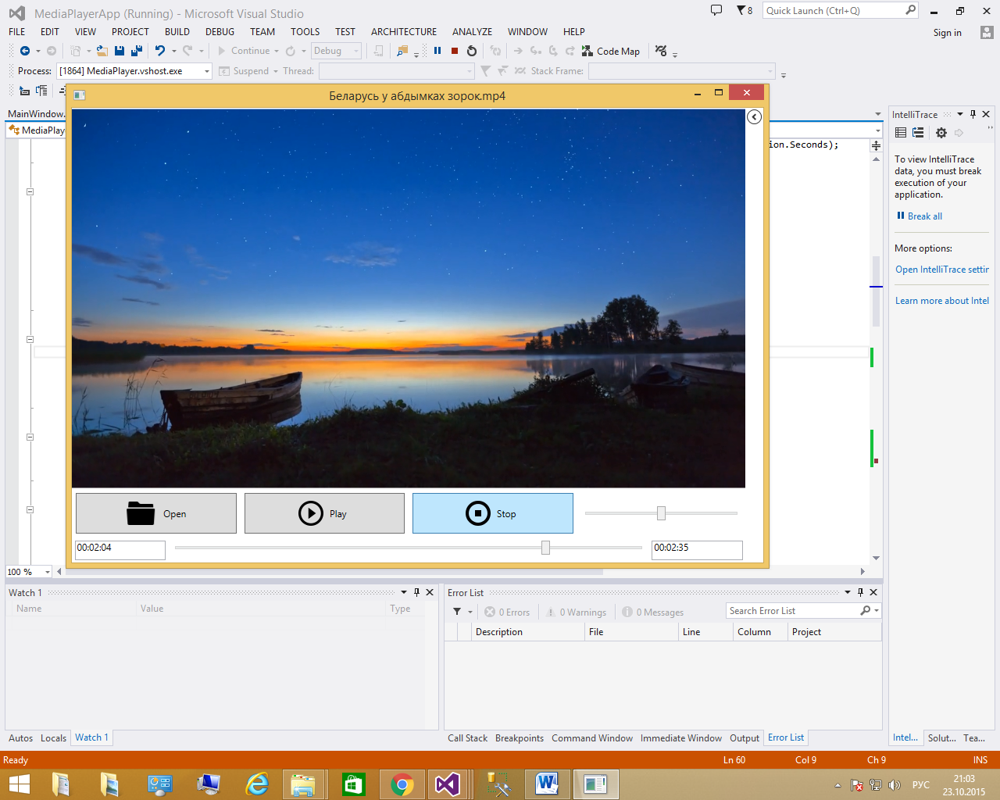 MediaPlayerApp (Running) - Microsoft Visual Studio
8
Quick Launch (Ctrl+Q)
FILE EDIT VIEW PROJECT BUILD DEBUG TEAM TOOLS TEST ARCHITECTURE ANALYZE WINDOW HELP
Sign in
Continue Debug Code Map
Process: [1864] MediaPlayer.vshost.exe Suspend Thread: Stack Frame:
Беларусь у абдымках зорок.mp4
MainWindow.
MediaPlay
ion.Seconds);
IntelliTrace
To view IntelliTrace
data, you must break
execution of your
application.
Break all
More options:
Open IntelliTrace settin
Learn more about Intel
Open Play Stop
00:02:04 00:02:35
100 %
Watch 1
Name Value Type
Error List
0 Errors 0 Warnings 0 Messages Search Error List
Description File Line Column Project
Autos Locals Watch 1
Call Stack Breakpoints Command Window Immediate Window Output Error List
Intel... Solut... Tea...
Ready Ln 60 Col 9 Ch 9 INS
РУС 21:03
23.10.2015